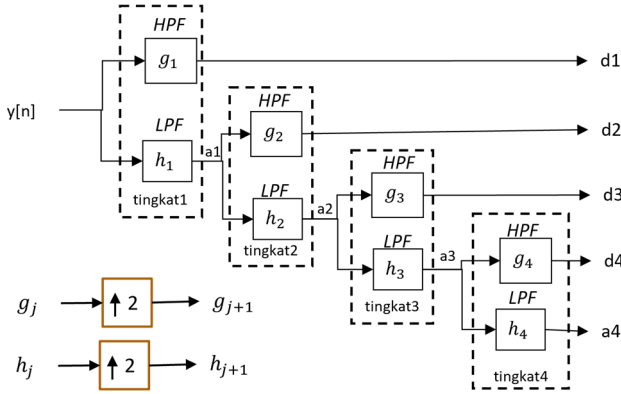 HPF
g₁
d1
y[n]
LPF
h₁
a1
tingkat1
HPF
g₂
d2
LPF
h₂
a2
tingkat2
HPF
g₃
d3
LPF
h₃
a3
tingkat3
HPF
g₄
d4
LPF
h₄
a4
tingkat4
gⱼ ↑ 2 gⱼ₊₁
hⱼ ↑ 2 hⱼ₊₁